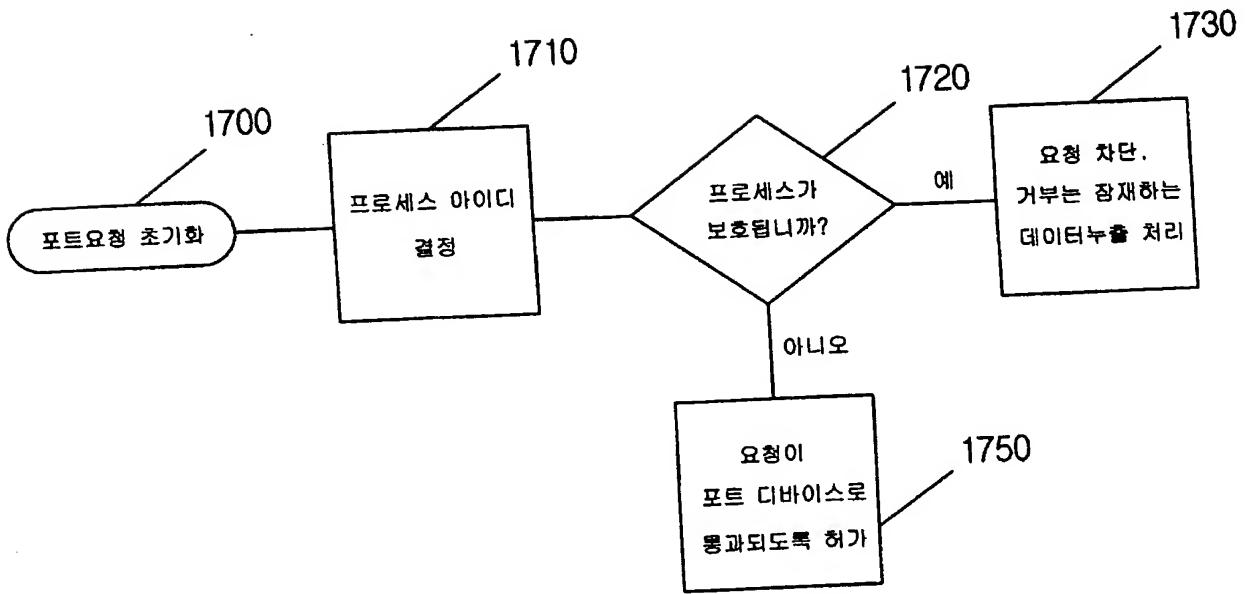 1700
포트요청 초기화
1710
프로세스 아이디
결정
1720
프로세스가
보호됩니까?
예
1730
요청 차단.
거부는 잠재하는
데이터누출 처리
아니오
1750
요청이
포트 디바이스로
통과되도록 허가